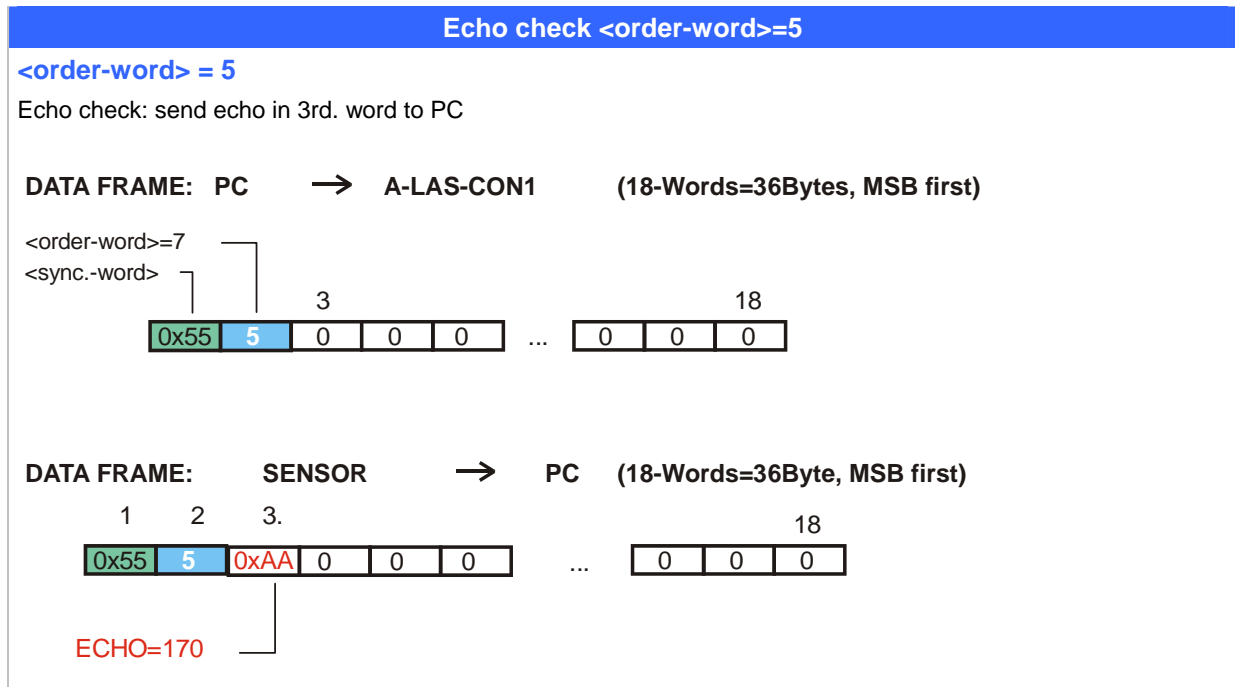 Echo check <order-word>=5
<order-word> = 5
Echo check: send echo in 3rd. word to PC
DATA FRAME: PC → A-LAS-CON1 (18-Words=36Bytes, MSB first)
<order-word>=7
<sync.-word>
3 18
0x55 5 0 0 0 ... 0 0 0
DATA FRAME: SENSOR → PC (18-Words=36Byte, MSB first)
1 2 3. 18
0x55 5 0xAA 0 0 0 ... 0 0 0
ECHO=170